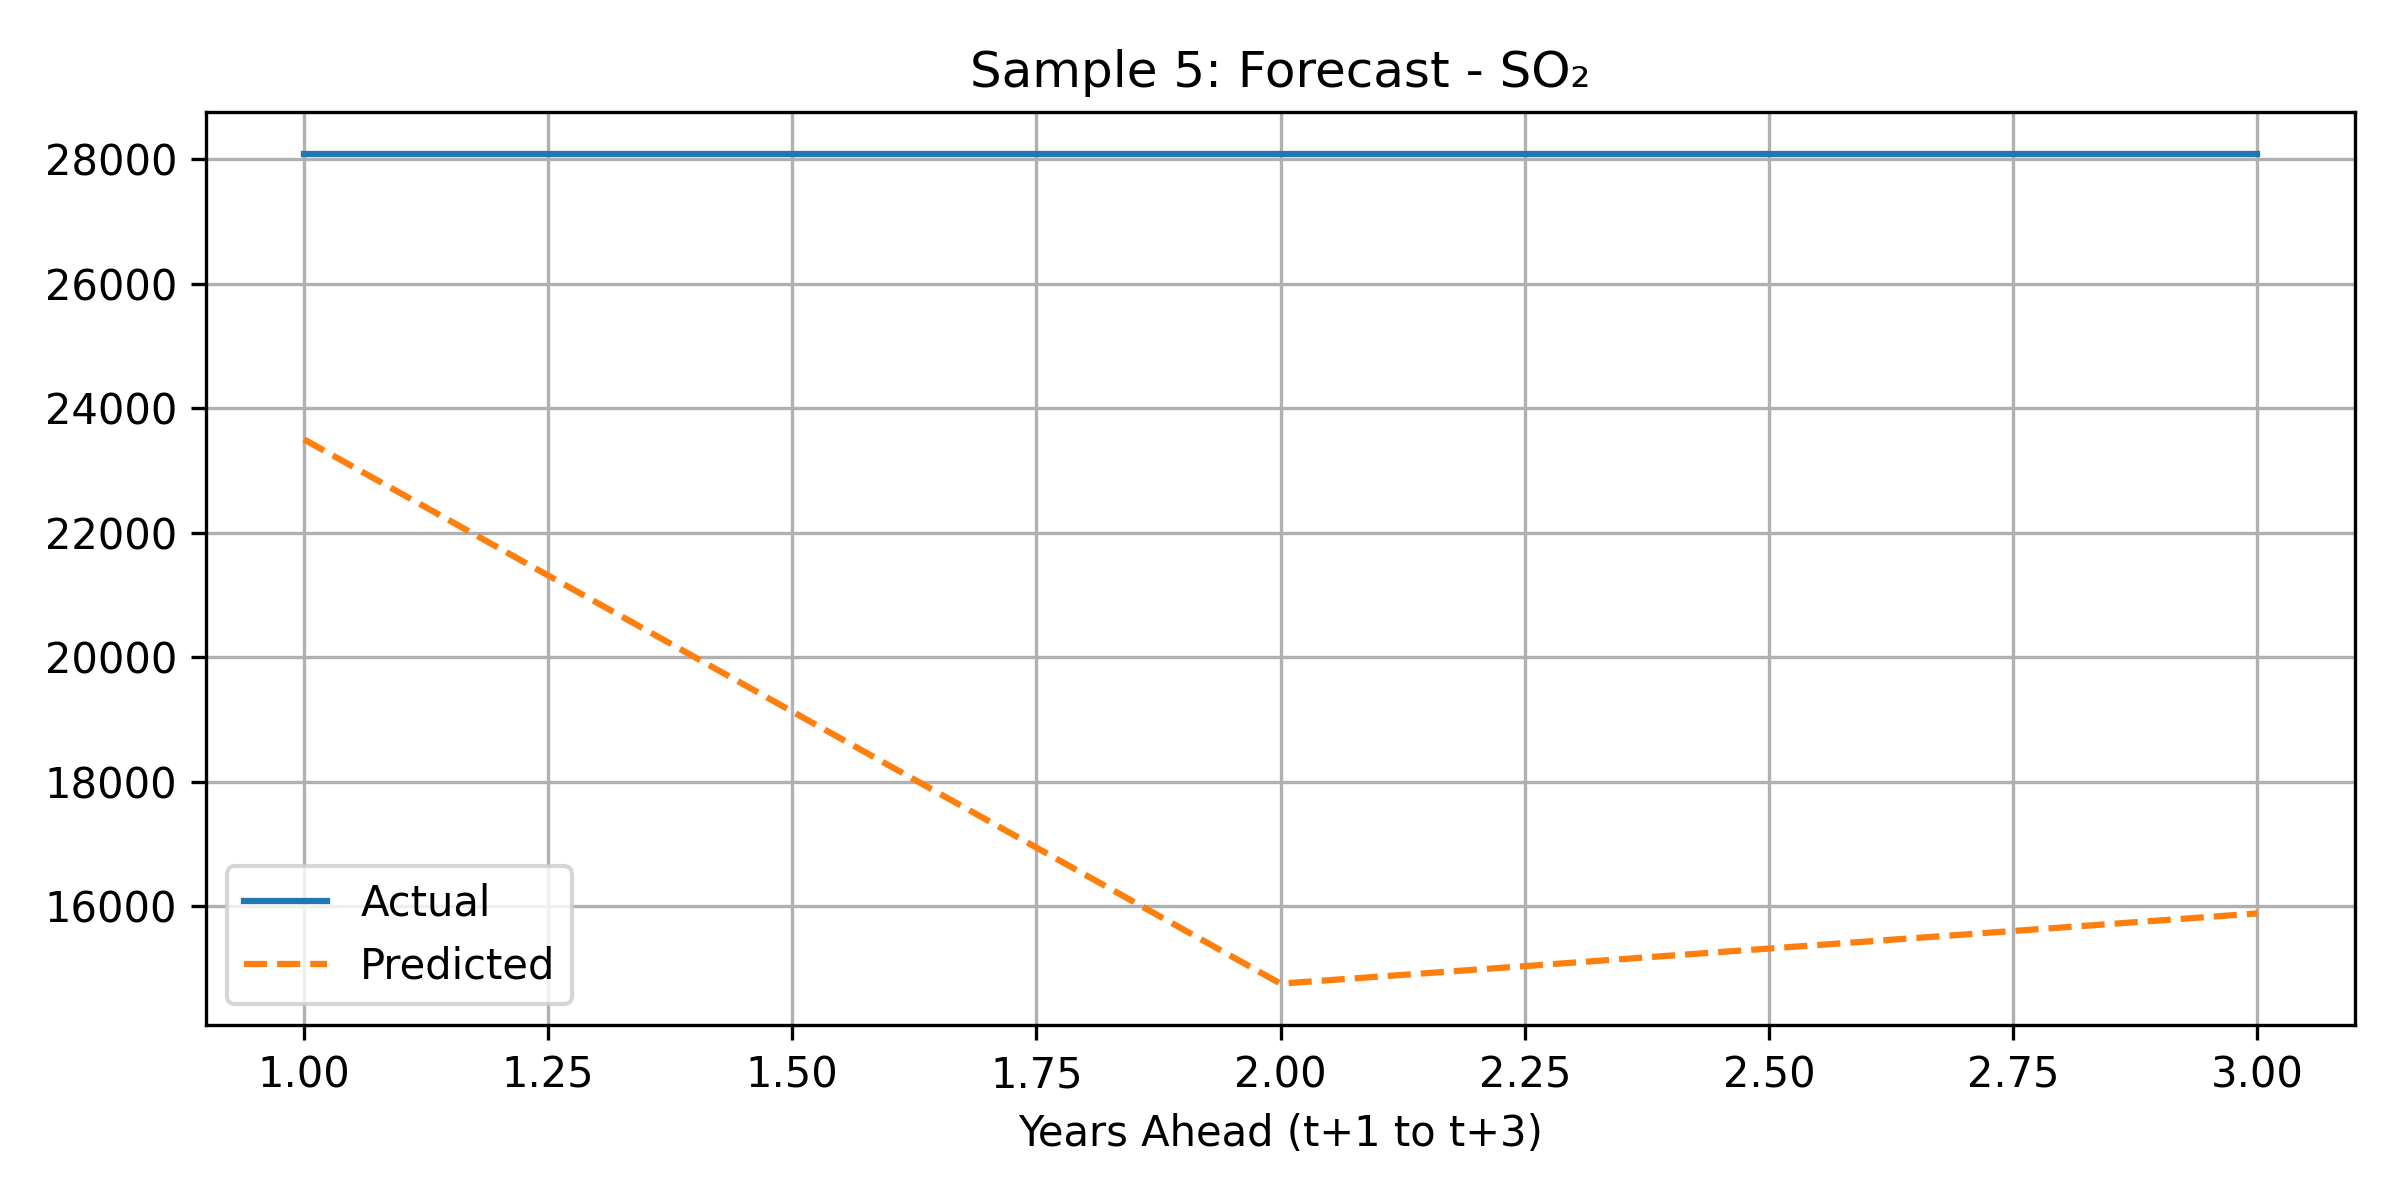 Sample 5: Forecast - SO₂
28000
26000
24000
22000
20000
18000
16000
Actual
Predicted
1.00 1.25 1.50 1.75 2.00 2.25 2.50 2.75 3.00
Years Ahead (t+1 to t+3)